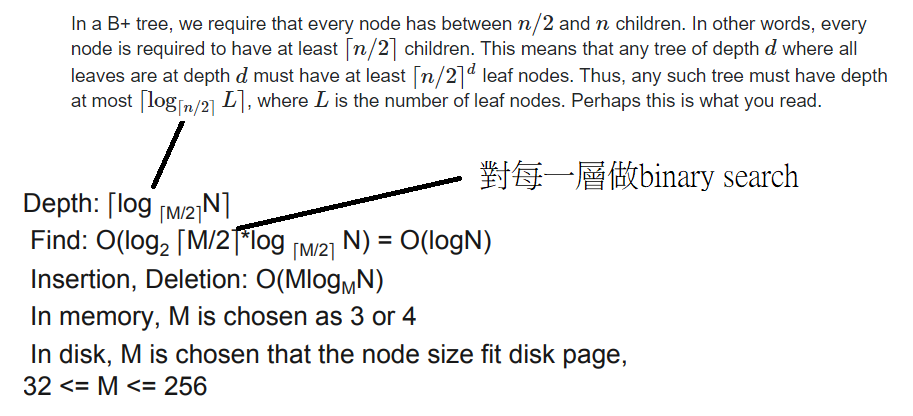 In a B+ tree, we require that every node has between n/2 and n children. In other words, every
node is required to have at least ⌈n/2⌉ children. This means that any tree of depth d where all
leaves are at depth d must have at least ⌈n/2⌉^d leaf nodes. Thus, any such tree must have depth
at most ⌈log_⌈n/2⌉ L⌉, where L is the number of leaf nodes. Perhaps this is what you read.
對每一層做binary search
Depth: ⌈log ⌈M/2⌉N⌉
Find: O(log₂ ⌈M/2⌉*log ⌈M/2⌉ N) = O(logN)
Insertion, Deletion: O(MlogMN)
In memory, M is chosen as 3 or 4
In disk, M is chosen that the node size fit disk page,
32 <= M <= 256